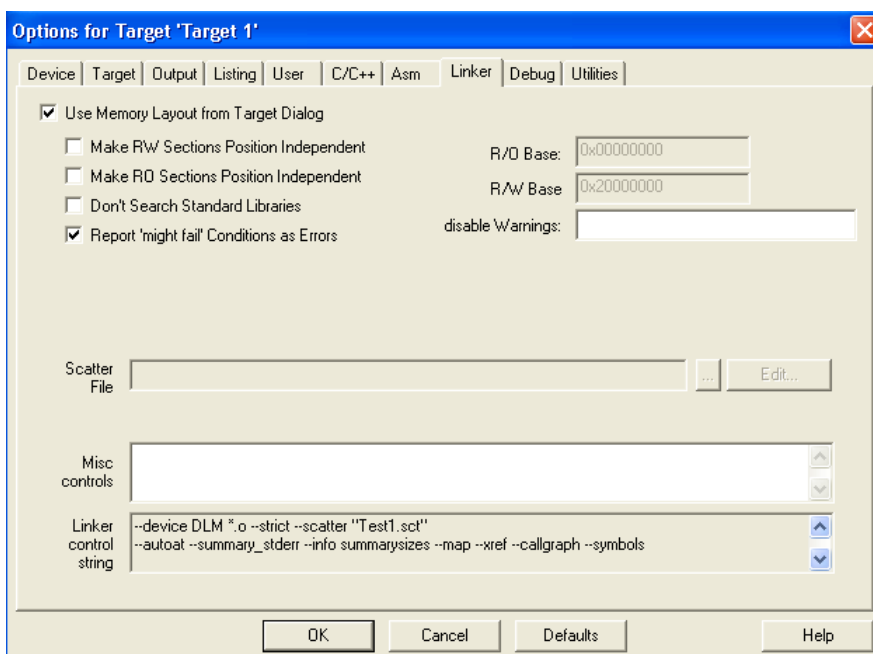 Options for Target 'Target 1'
Device Target Output Listing User C/C++ Asm Linker Debug Utilities
Use Memory Layout from Target Dialog
Make RW Sections Position Independent
R/O Base: 0x00000000
Make RO Sections Position Independent
R/W Base 0x20000000
Don't Search Standard Libraries
disable Warnings:
Report 'might fail' Conditions as Errors
Scatter
File
... Edit...
Misc
controls
Linker
control
string
--device DLM *.o --strict --scatter "Test1.sct"
--autoat --summary_stderr --info summarysizes --map --xref --callgraph --symbols
OK Cancel Defaults Help